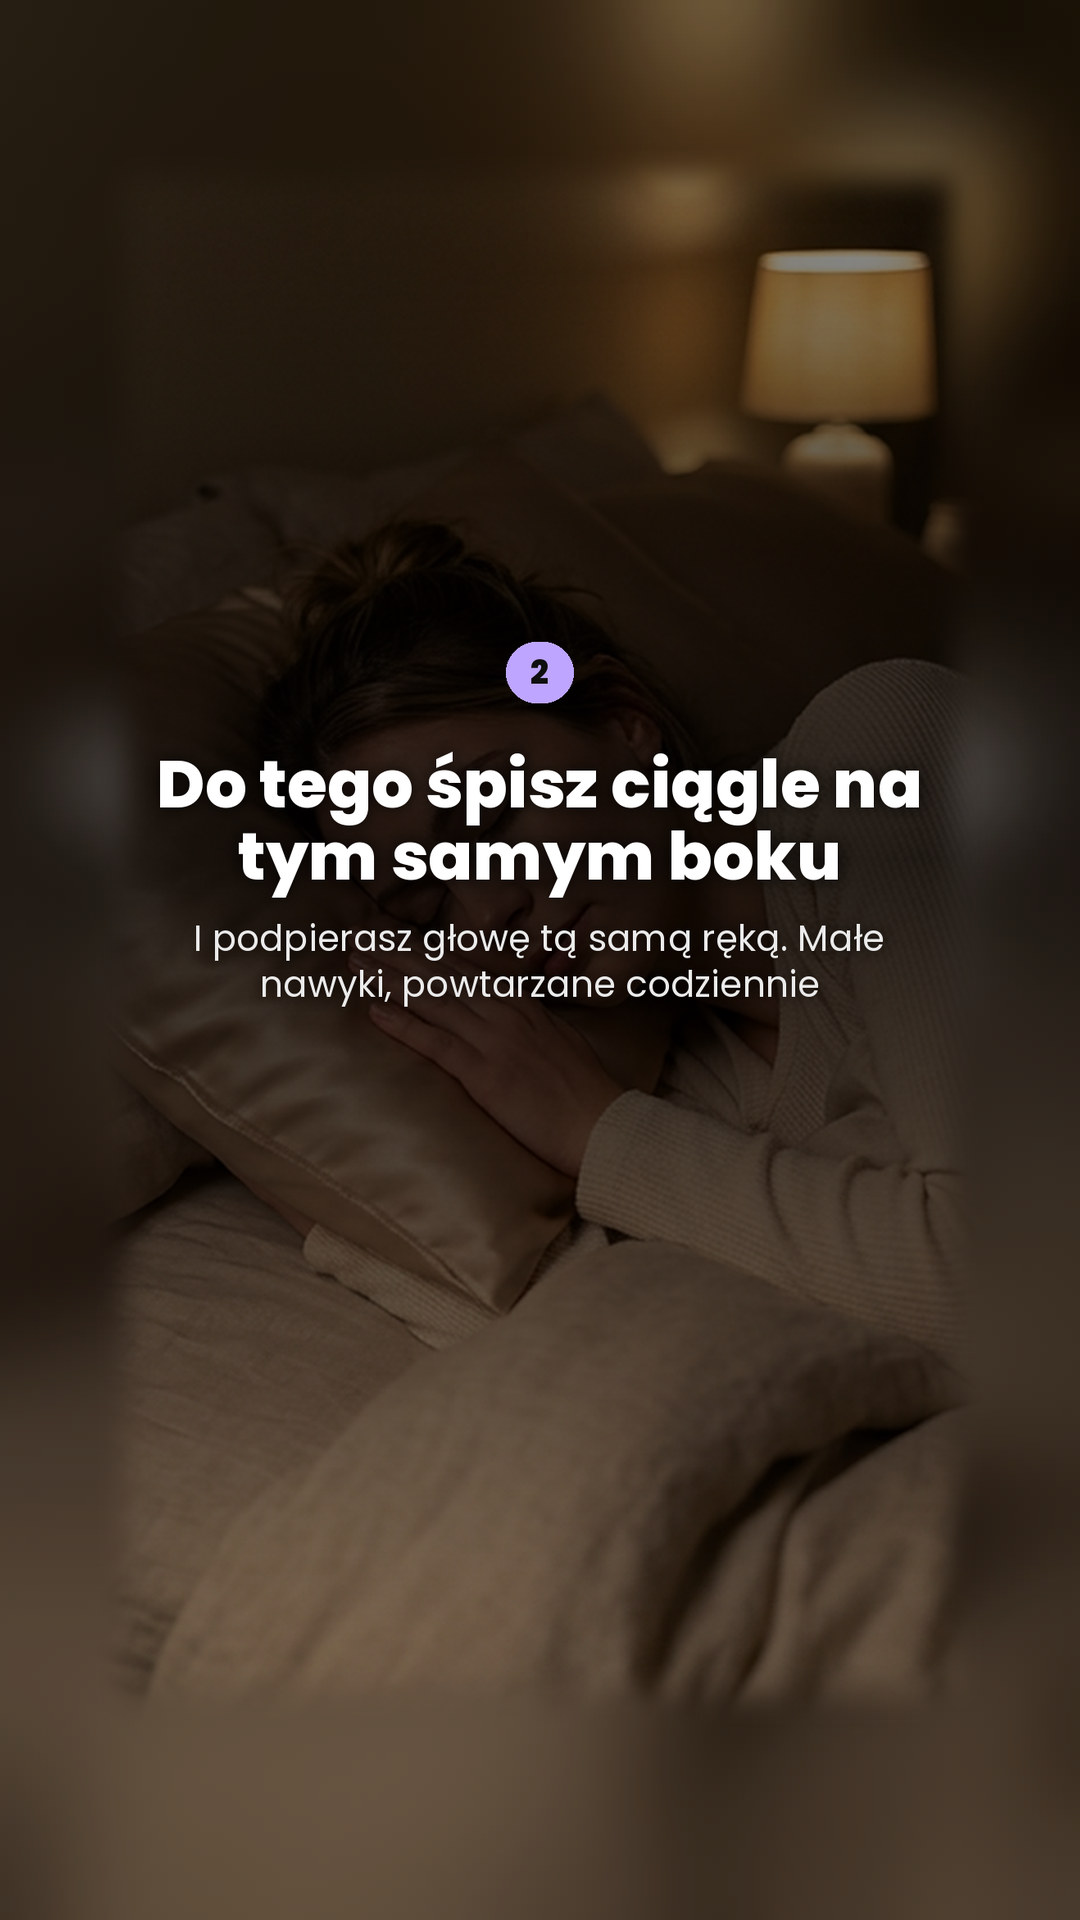 2
Do tego śpisz ciągle na
tym samym boku
I podpierasz głowę tą samą ręką. Małe
nawyki, powtarzane codziennie